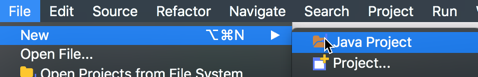 File Edit Source Refactor Navigate Search Project Run
New ⌥⌘N ▶ Java Project
Open File... Project...
Open Projects from File System